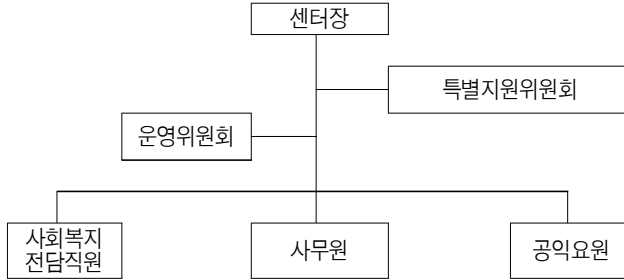 센터장
특별지원위원회
운영위원회
사회복지
전담직원
사무원
공익요원